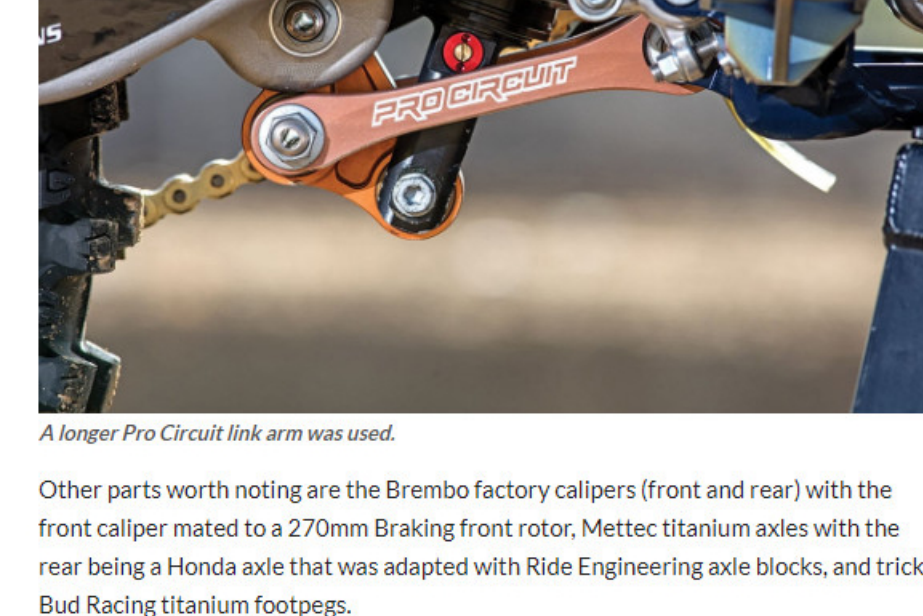 NS
PRO CIRCUIT
A longer Pro Circuit link arm was used.
Other parts worth noting are the Brembo factory calipers (front and rear) with the
front caliper mated to a 270mm Braking front rotor, Mettec titanium axles with the
rear being a Honda axle that was adapted with Ride Engineering axle blocks, and trick
Bud Racing titanium footpegs.